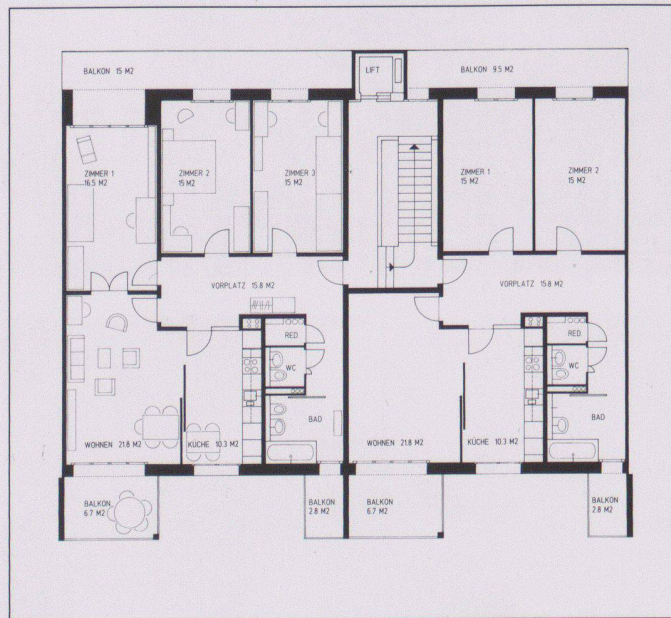 BALKON 15 M2
LIFT
BALKON 9.5 M2
ZIMMER 1
16.5 M2
ZIMMER 2
15 M2
ZIMMER 3
15 M2
ZIMMER 1
15 M2
ZIMMER 2
15 M2
VORPLATZ 15.8 M2
VORPLATZ 15.8 M2
RED
WC
BAD
RED
WC
BAD
WOHNEN 21.8 M2
KÜCHE 10.3 M2
WOHNEN 21.8 M2
KÜCHE 10.3 M2
BALKON
6.7 M2
BALKON
2.8 M2
BALKON
6.7 M2
BALKON
2.8 M2